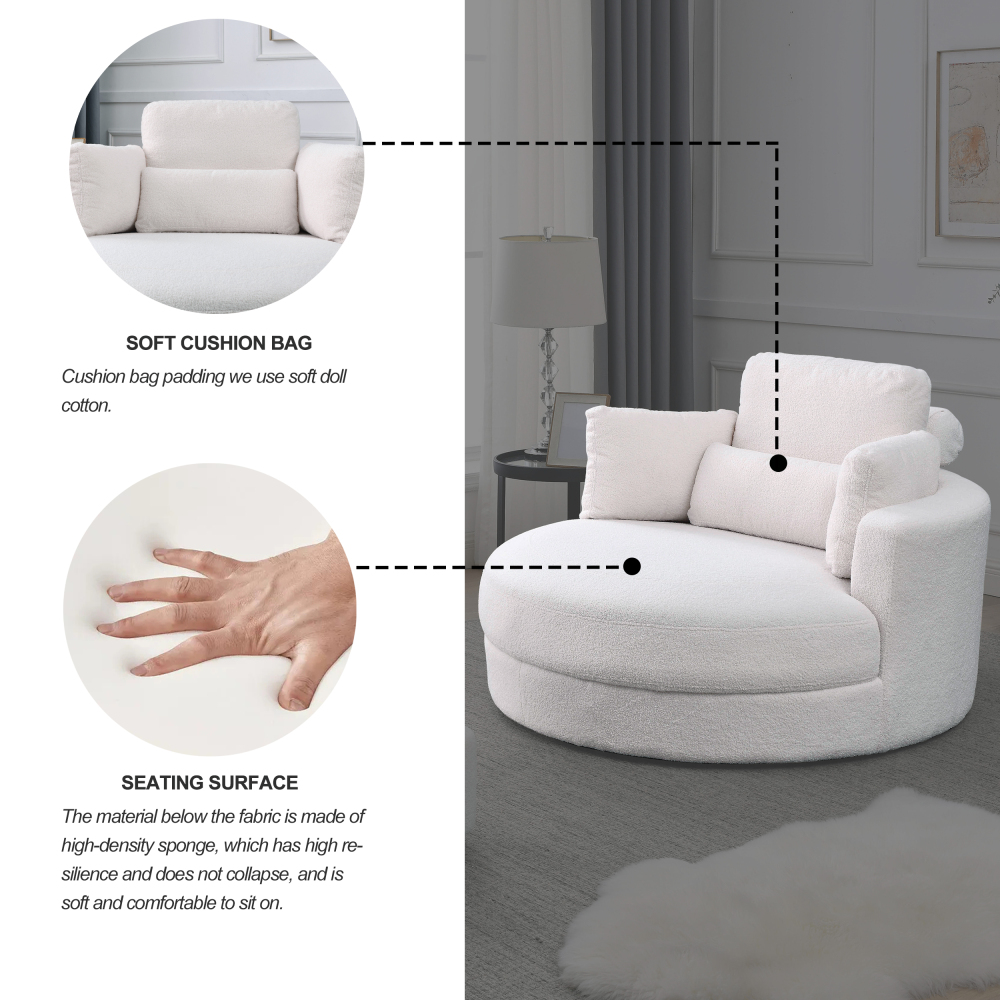 SOFT CUSHION BAG
Cushion bag padding we use soft doll
cotton.
SEATING SURFACE
The material below the fabric is made of
high-density sponge, which has high re-
silience and does not collapse, and is
soft and comfortable to sit on.